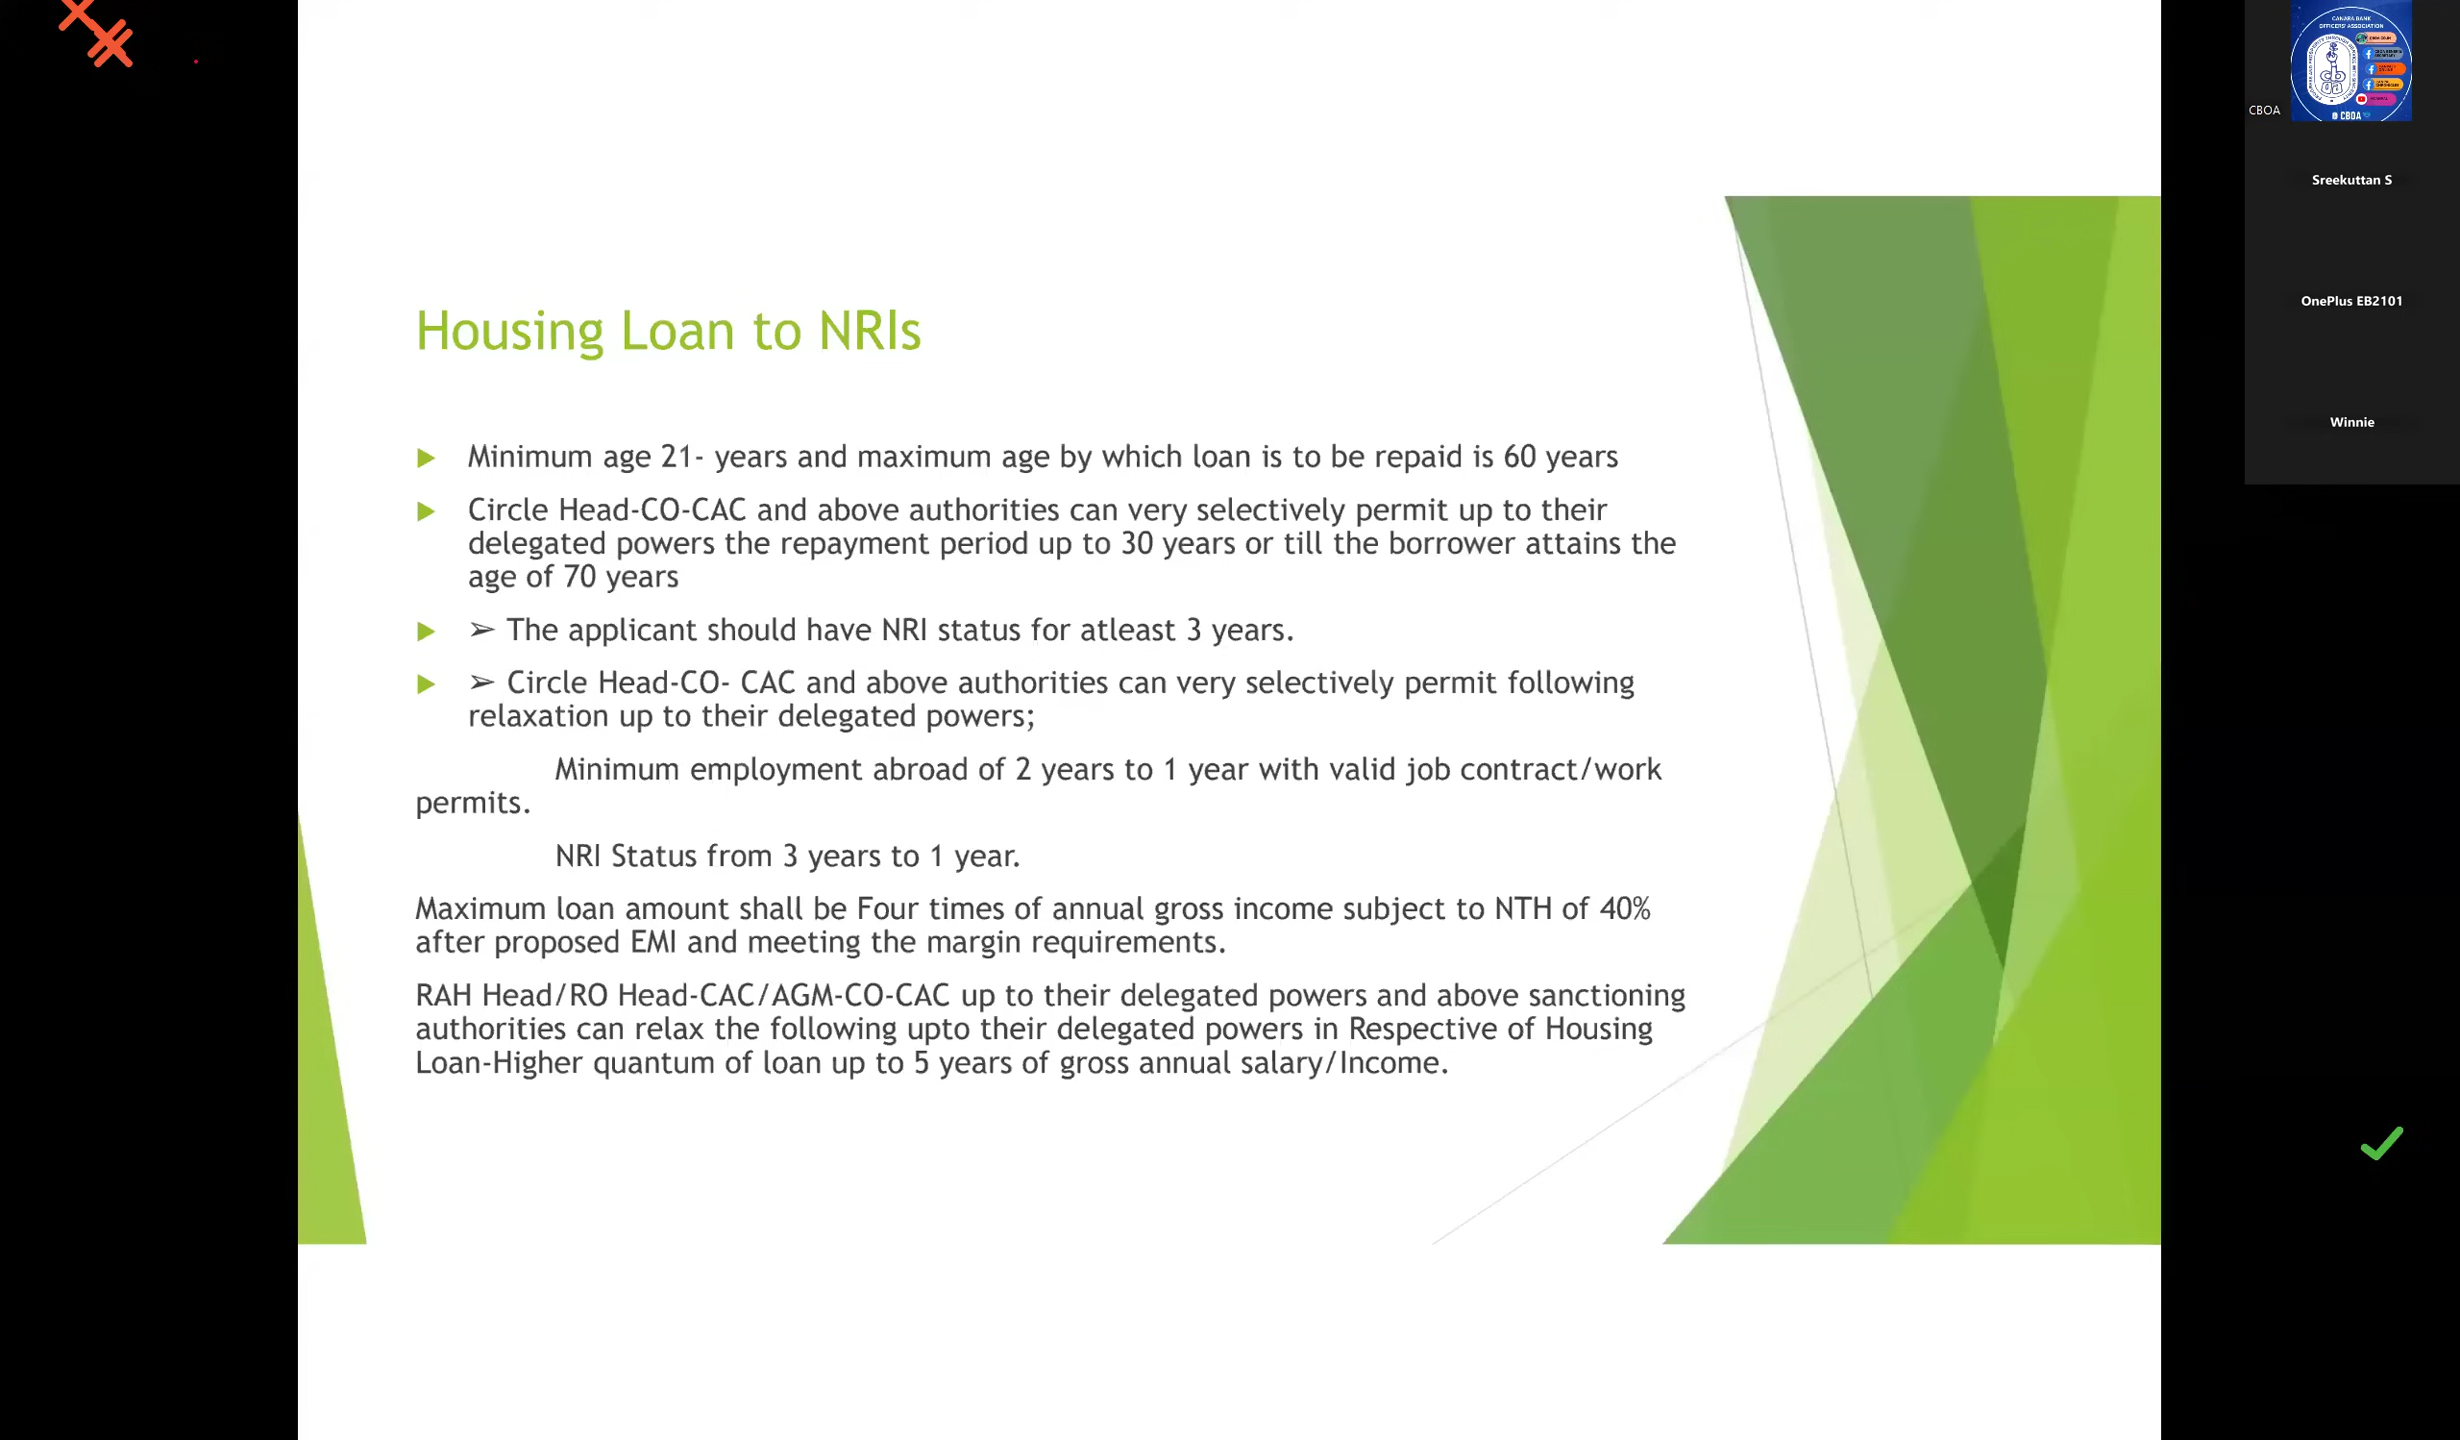 Housing Loan to NRIs
Minimum age 21- years and maximum age by which loan is to be repaid is 60 years
Circle Head-CO-CAC and above authorities can very selectively permit up to their
delegated powers the repayment period up to 30 years or till the borrower attains the
age of 70 years
➢ The applicant should have NRI status for atleast 3 years.
➢ Circle Head-CO- CAC and above authorities can very selectively permit following
relaxation up to their delegated powers;
Minimum employment abroad of 2 years to 1 year with valid job contract/work
permits.
NRI Status from 3 years to 1 year.
Maximum loan amount shall be Four times of annual gross income subject to NTH of 40%
after proposed EMI and meeting the margin requirements.
RAH Head/RO Head-CAC/AGM-CO-CAC up to their delegated powers and above sanctioning
authorities can relax the following upto their delegated powers in Respective of Housing
Loan-Higher quantum of loan up to 5 years of gross annual salary/Income.
CANARA BANK
OFFICERS' ASSOCIATION
CBOA
CBOA
Sreekuttan S
OnePlus EB2101
Winnie